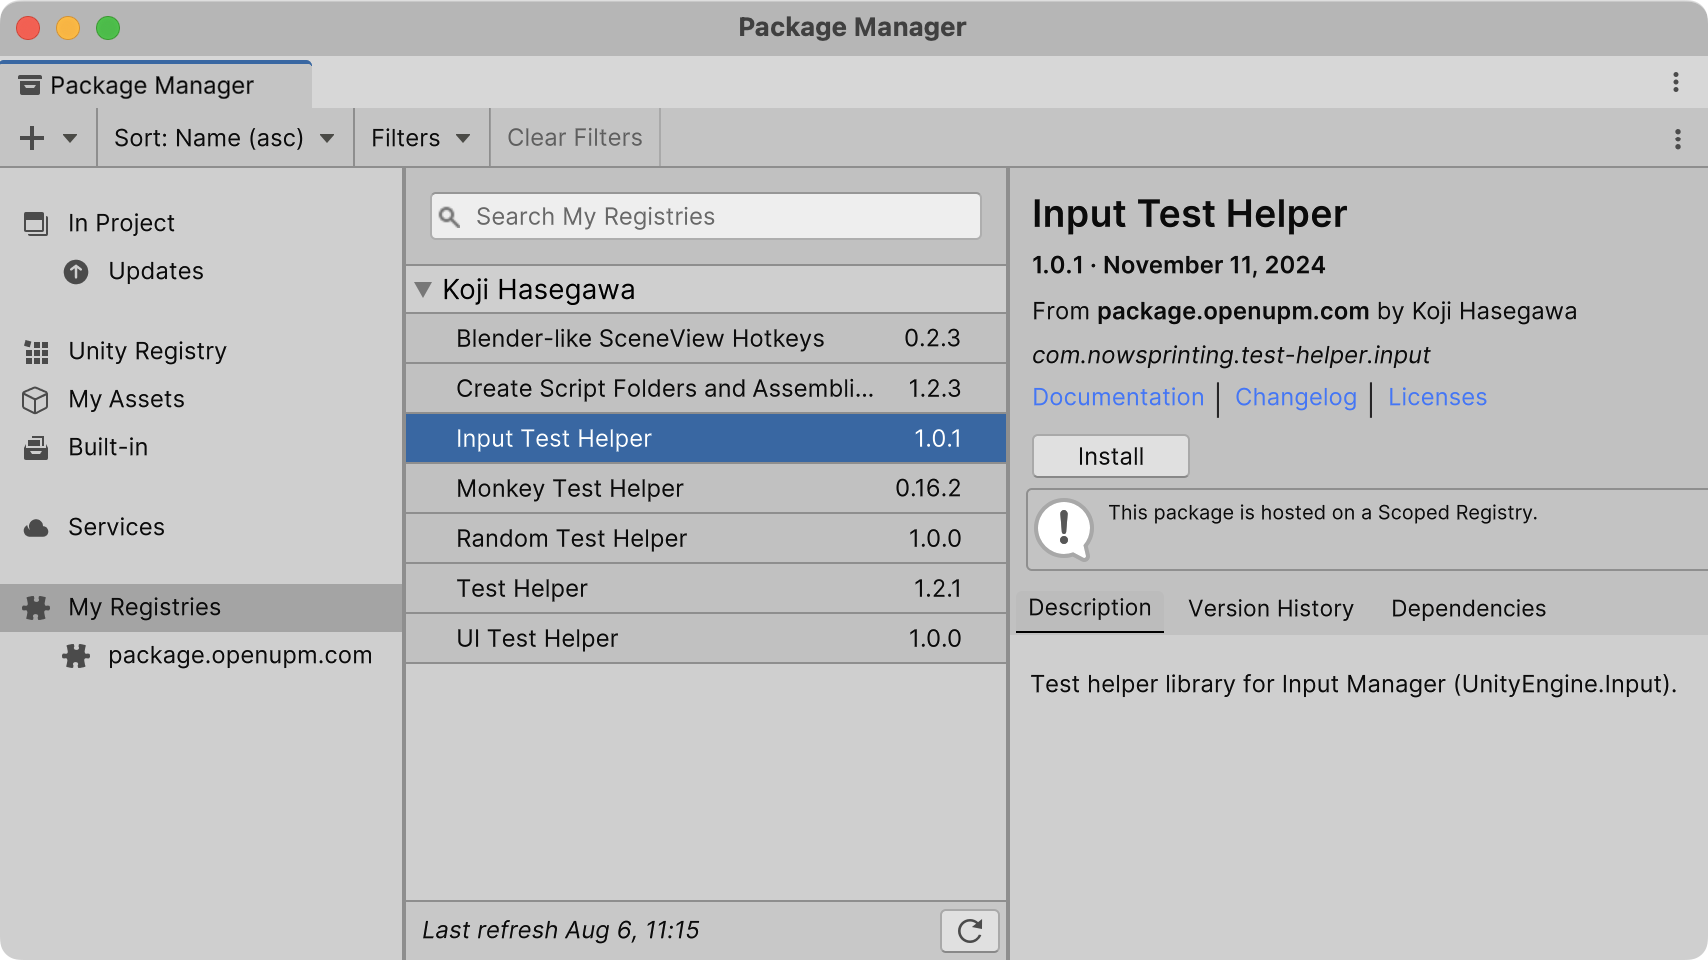 Package Manager
Package Manager
Sort: Name (asc)
Filters
Clear Filters
In Project
Updates
Unity Registry
My Assets
Built-in
Services
My Registries
package.openupm.com
Search My Registries
Koji Hasegawa
Blender-like SceneView Hotkeys 0.2.3
Create Script Folders and Assembli... 1.2.3
Input Test Helper 1.0.1
Monkey Test Helper 0.16.2
Random Test Helper 1.0.0
Test Helper 1.2.1
UI Test Helper 1.0.0
Last refresh Aug 6, 11:15
Input Test Helper
1.0.1 · November 11, 2024
From package.openupm.com by Koji Hasegawa
com.nowsprinting.test-helper.input
Documentation | Changelog | Licenses
Install
This package is hosted on a Scoped Registry.
Description Version History Dependencies
Test helper library for Input Manager (UnityEngine.Input).